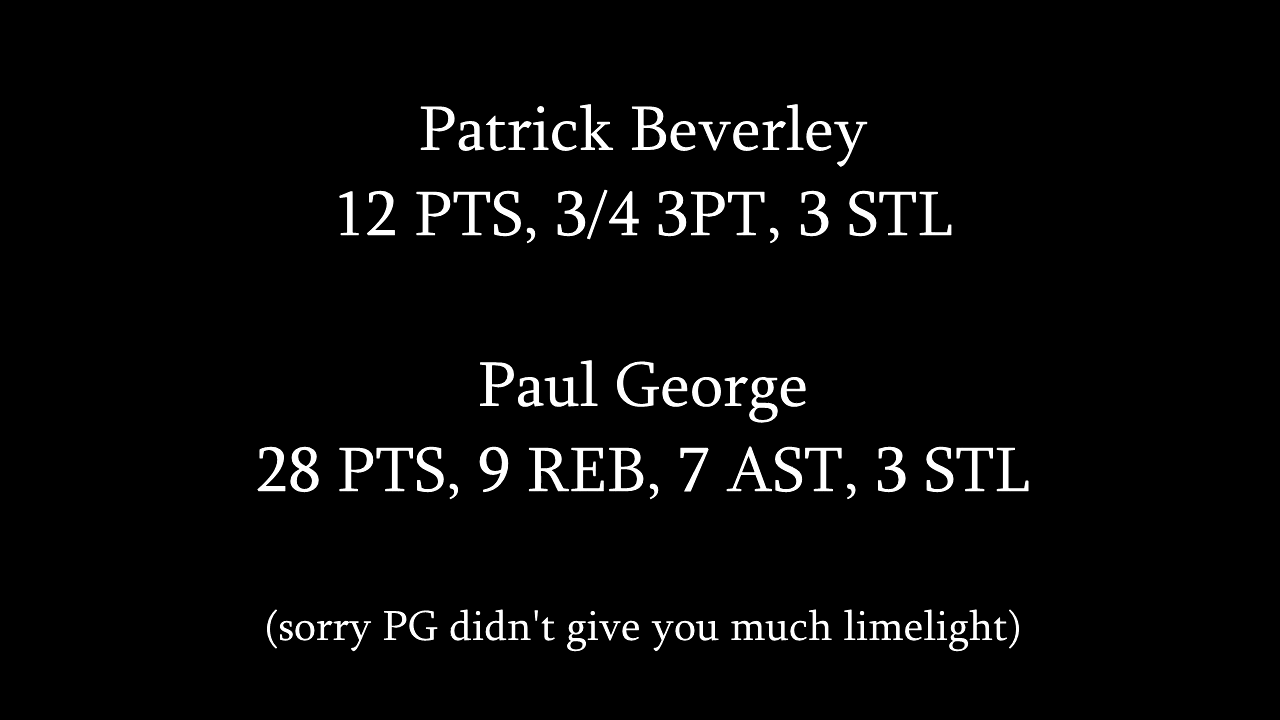 Patrick Beverley
12 PTS, 3/4 3PT, 3 STL
Paul George
28 PTS, 9 REB, 7 AST, 3 STL
(sorry PG didn't give you much limelight)